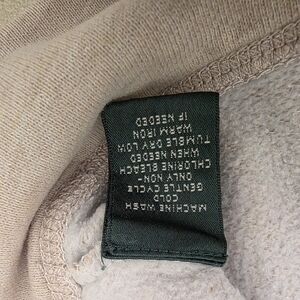 MACHINE WASH
COLD
GENTLE CYCLE
ONLY NON-
CHLORINE BLEACH
WHEN NEEDED
TUMBLE DRY LOW
WARM IRON
IF NEEDED